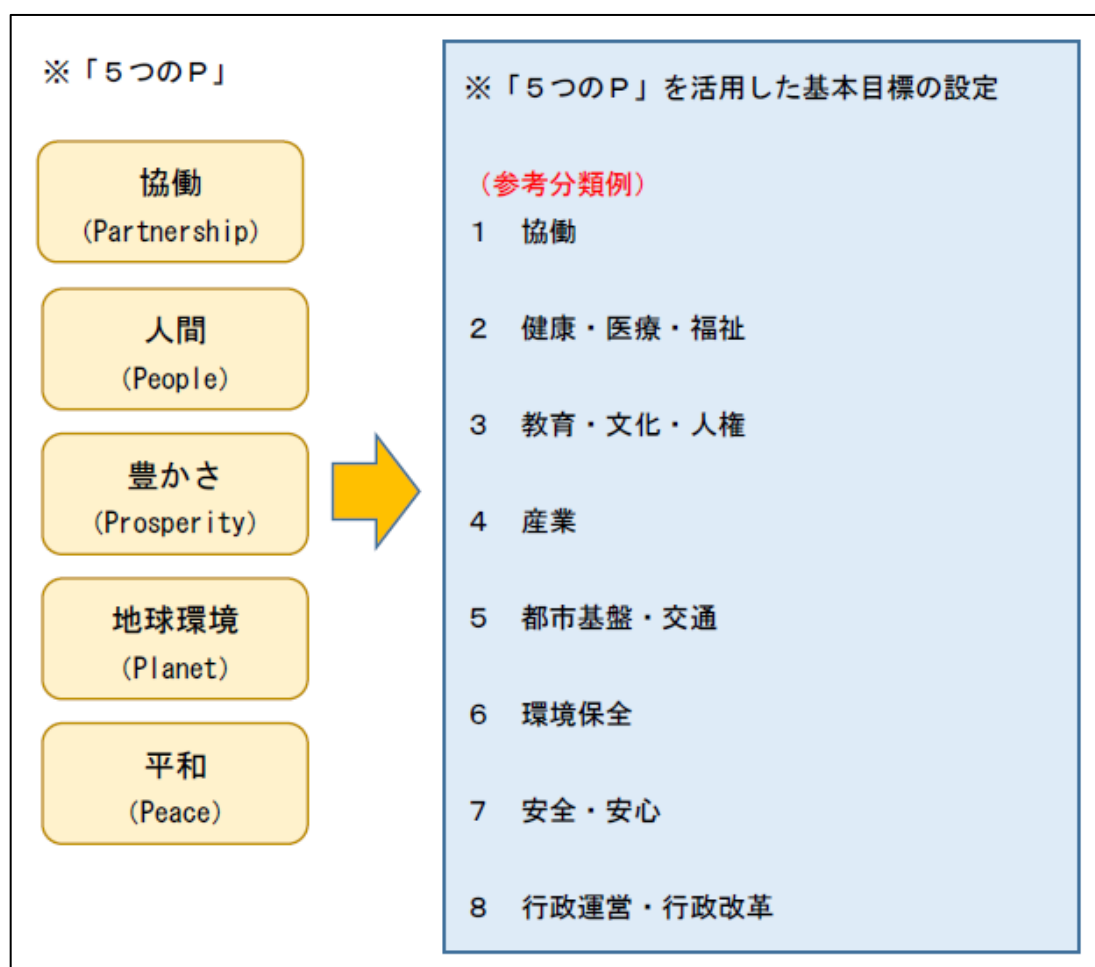 ※「５つのＰ」
協働
(Partnership)
人間
(People)
豊かさ
(Prosperity)
地球環境
(Planet)
平和
(Peace)
※「５つのＰ」を活用した基本目標の設定
（参考分類例）
１　協働
２　健康・医療・福祉
３　教育・文化・人権
４　産業
５　都市基盤・交通
６　環境保全
７　安全・安心
８　行政運営・行政改革